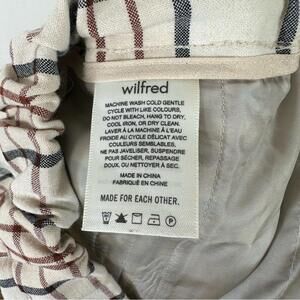 wilfred
MACHINE WASH COLD GENTLE
CYCLE WITH LIKE COLOURS,
DO NOT BLEACH, HANG TO DRY.
COOL IRON, OR DRY CLEAN.
LAVER À LA MACHINE À L'EAU
FROIDE AU CYCLE DÉLICAT AVEC
COULEURS SEMBLABLES,
NE PAS JAVELISER, SUSPENDRE
POUR SÉCHER, REPASSAGE
DOUX, OU NETTOYER À SEC.
MADE IN CHINA
FABRIQUÉ EN CHINE
MADE FOR EACH OTHER.